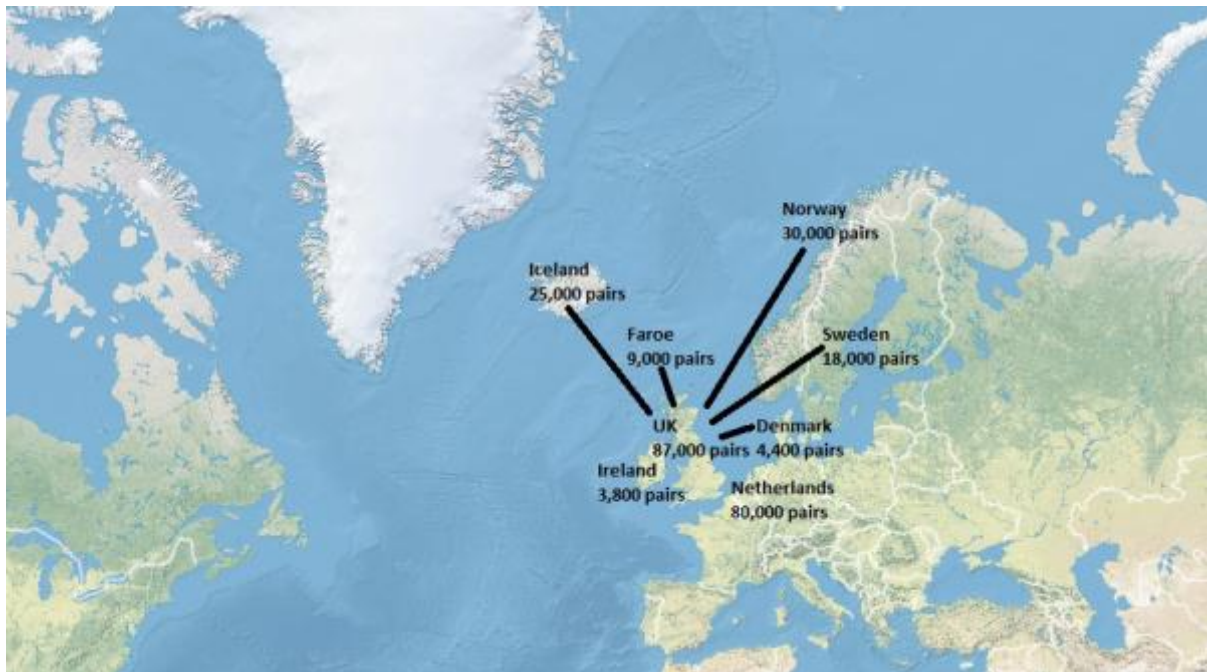 Norway
30,000 pairs
Iceland
25,000 pairs
Faroe
9,000 pairs
Sweden
18,000 pairs
UK
87,000 pairs
Denmark
4,400 pairs
Ireland
3,800 pairs
Netherlands
80,000 pairs